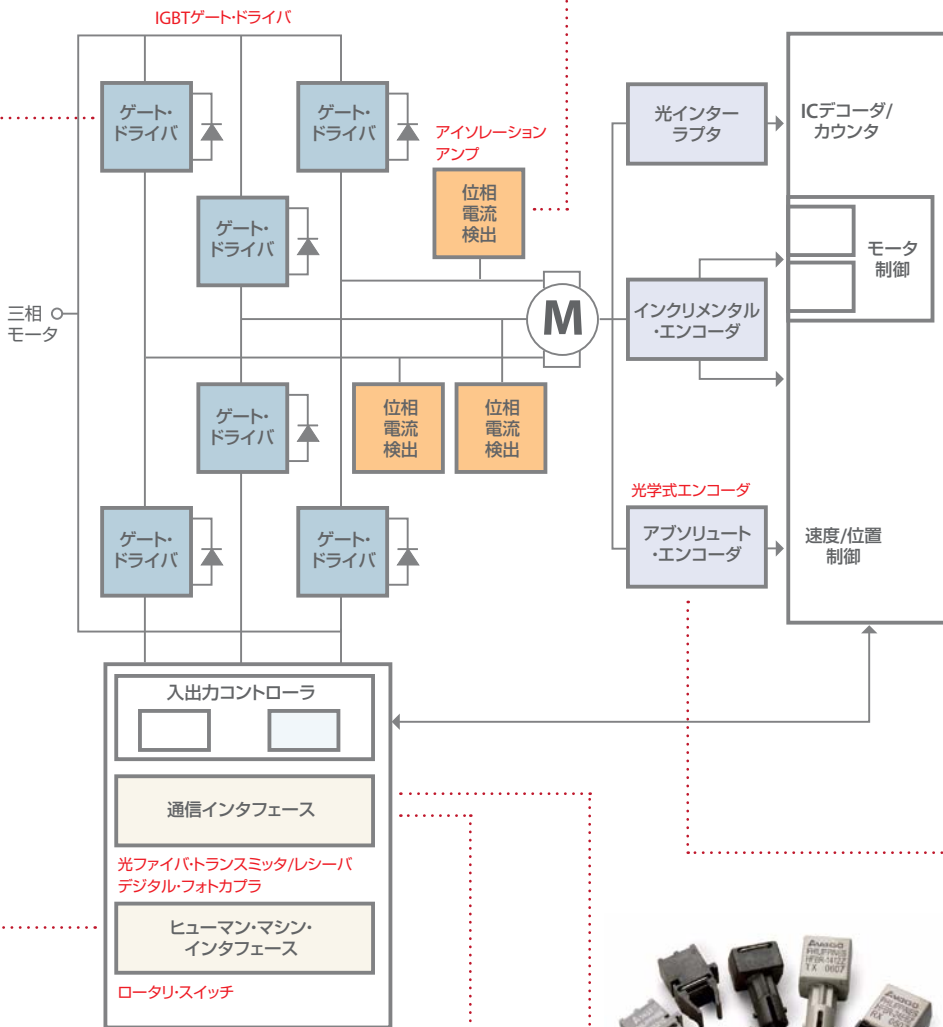 IGBTゲート・ドライバ
ゲート・
ドライバ
ゲート・
ドライバ
アイソレーション
アンプ
位相
電流
検出
光インター
ラプタ
ICデコーダ/
カウンタ
ゲート・
ドライバ
モータ
制御
三相
モータ
M
インクリメンタル
・エンコーダ
ゲート・
ドライバ
位相
電流
検出
位相
電流
検出
光学式エンコーダ
ゲート・
ドライバ
ゲート・
ドライバ
アブソリュート
・エンコーダ
速度/位置
制御
入出力コントローラ
通信インタフェース
光ファイバ・トランスミッタ/レシーバ
デジタル・フォトカプラ
ヒューマン・マシン・
インタフェース
ロータリ・スイッチ
AVAGO
PHILIPPINES
HFBR-1412Z
TX 0607
AVAGO